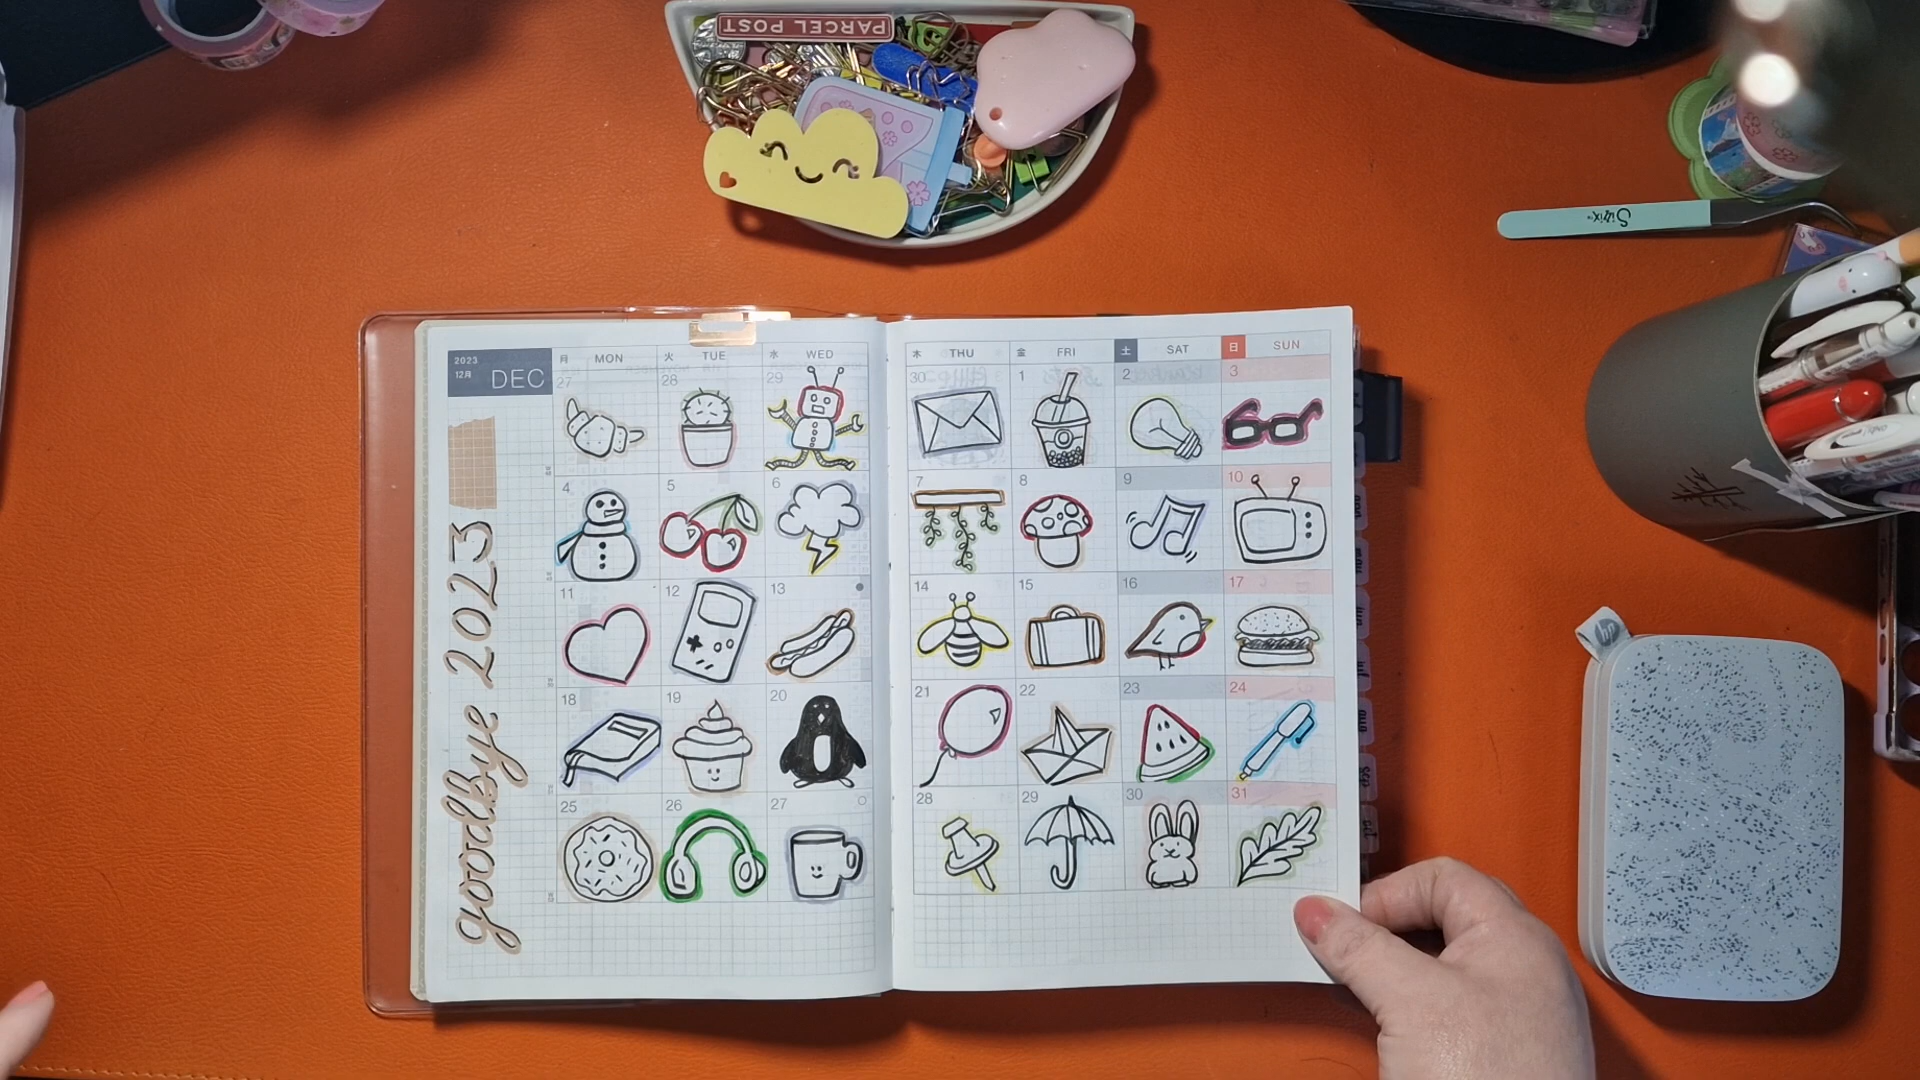 PARCEL POST
Sizzix
2023
12月
DEC
月 MON 火 TUE 水 WED 木 THU 金 FRI 土 SAT 日 SUN
27 28 29 30 1 2 3
4 5 6 7 8 9 10
11 12 13 14 15 16 17
18 19 20 21 22 23 24
25 26 27 28 29 30 31
goodbye 2023
hp